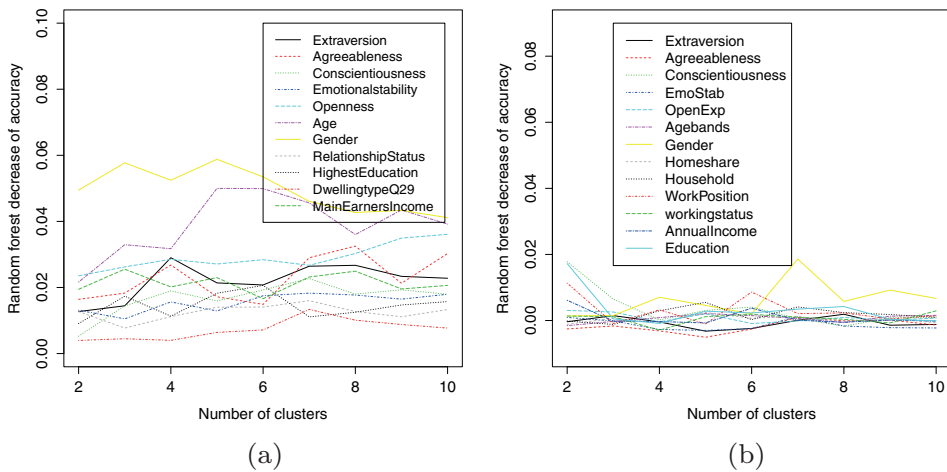 0.10
0.08
0.06
0.04
0.02
0.00
Random forest decrease of accuracy
Extraversion
Agreeableness
Conscientiousness
Emotionalstability
Openness
Age
Gender
RelationshipStatus
HighestEducation
DwellingtypeQ29
MainEarnersIncome
2 4 6 8 10
Number of clusters
(a)
0.08
0.06
0.04
0.02
0.00
Random forest decrease of accuracy
Extraversion
Agreeableness
Conscientiousness
EmoStab
OpenExp
Agebands
Gender
Homeshare
Household
WorkPosition
workingstatus
AnnualIncome
Education
2 4 6 8 10
Number of clusters
(b)